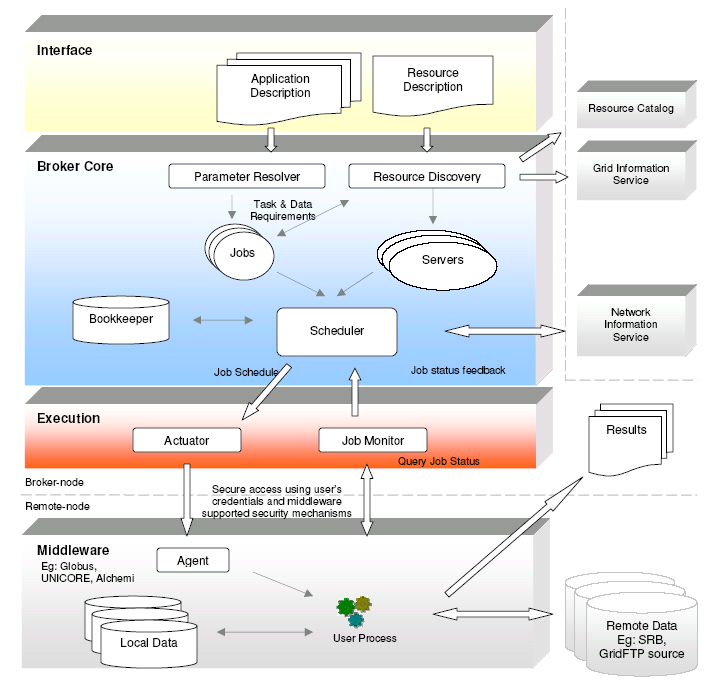 Interface
Application
Description
Resource
Description
Resource Catalog
Broker Core
Parameter Resolver
Resource Discovery
Grid Information
Service
Task & Data
Requirements
Jobs
Servers
Bookkeeper
Scheduler
Network
Information
Service
Job Schedule
Job status feedback
Execution
Actuator
Job Monitor
Results
Query Job Status
Broker-node
Remote-node
Secure access using user's
credentials and middleware
supported security mechanisms
Middleware
Eg: Globus,
UNICORE, Alchemi
Agent
Local Data
User Process
Remote Data
Eg: SRB,
GridFTP source